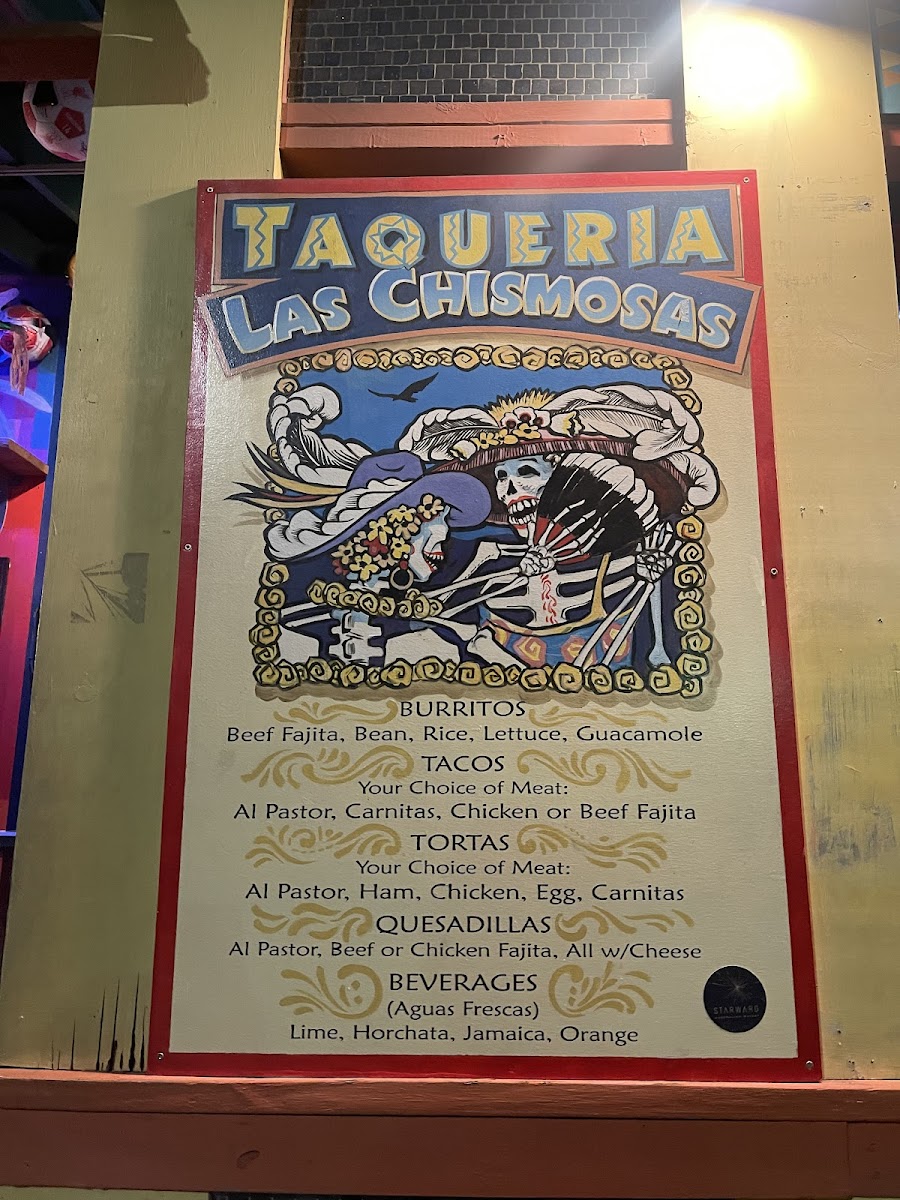 TAQUERIA
LAS CHISMOSAS
BURRITOS
Beef Fajita, Bean, Rice, Lettuce, Guacamole
TACOS
Your Choice of Meat:
Al Pastor, Carnitas, Chicken or Beef Fajita
TORTAS
Your Choice of Meat:
Al Pastor, Ham, Chicken, Egg, Carnitas
QUESADILLAS
Al Pastor, Beef or Chicken Fajita, All w/Cheese
BEVERAGES
(Aguas Frescas)
Lime, Horchata, Jamaica, Orange
STARWARD